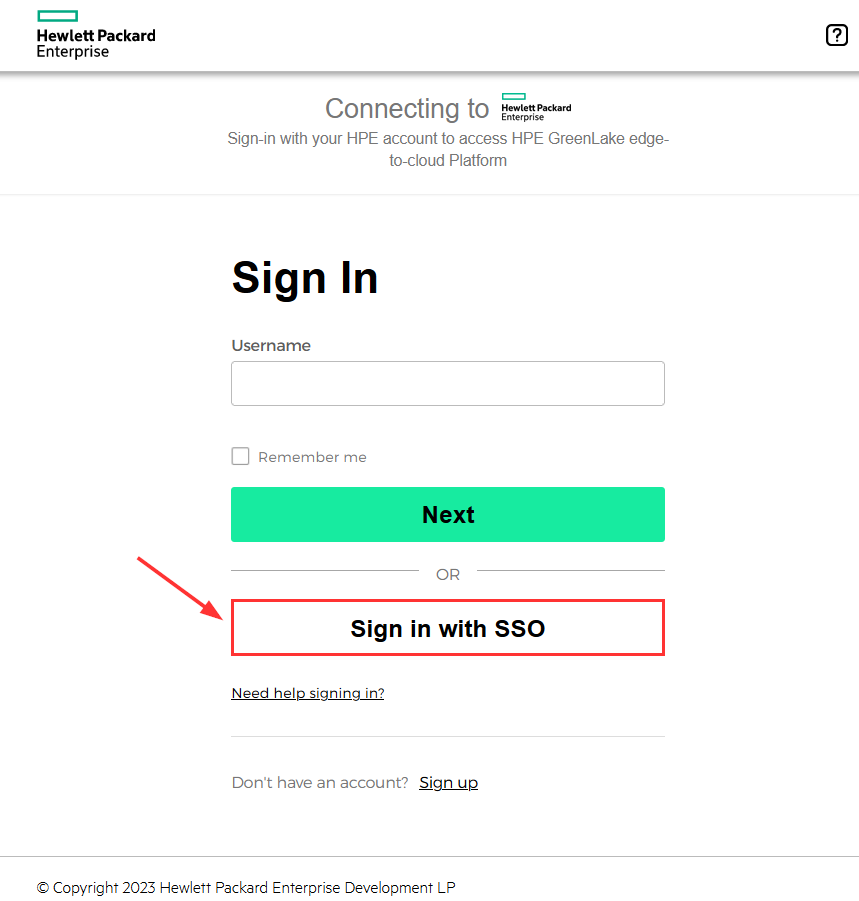 Hewlett Packard
Enterprise
?
Connecting to
Hewlett Packard
Enterprise
Sign-in with your HPE account to access HPE GreenLake edge-
to-cloud Platform
Sign In
Username
Remember me
Next
OR
Sign in with SSO
Need help signing in?
Don't have an account? Sign up
© Copyright 2023 Hewlett Packard Enterprise Development LP